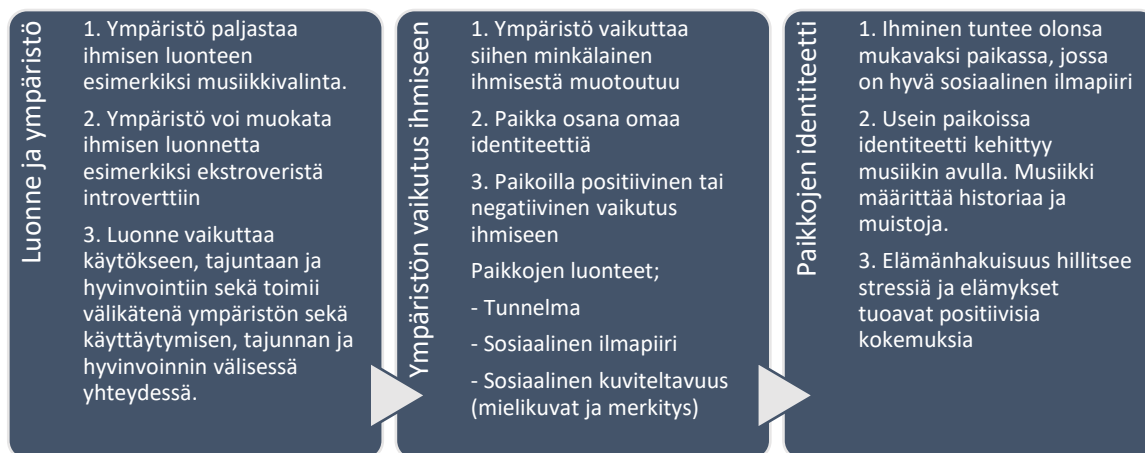 Luonne ja ympäristö
1. Ympäristö paljastaa
ihmisen luonteen
esimerkiksi musiikkivalinta.
2. Ympäristö voi muokata
ihmisen luonnetta
esimerkiksi ekstroveristä
introverttiin
3. Luonne vaikuttaa
käytökseen, tajuntaan ja
hyvinvointiin sekä toimii
välikätenä ympäristön sekä
käyttäytymisen, tajunnan ja
hyvinvoinnin välisessä
yhteydessä.
Ympäristön vaikutus ihmiseen
1. Ympäristö vaikuttaa
siihen minkälainen
ihmisestä muotoutuu
2. Paikka osana omaa
identiteettiä
3. Paikoilla positiivinen tai
negatiivinen vaikutus
ihmiseen
Paikkojen luonteet;
- Tunnelma
- Sosiaalinen ilmapiiri
- Sosiaalinen kuviteltavuus
(mielikuvat ja merkitys)
Paikkojen identiteetti
1. Ihminen tuntee olonsa
mukavaksi paikassa, jossa
on hyvä sosiaalinen ilmapiiri
2. Usein paikoissa
identiteetti kehittyy
musiikin avulla. Musiikki
määrittää historiaa ja
muistoja.
3. Elämänhakuisuus hillitsee
stressiä ja elämykset
tuoavat positiivisia
kokemuksia